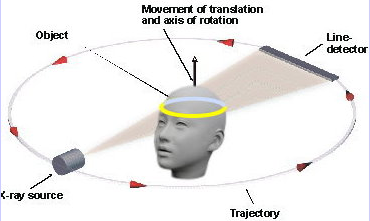 Movement of translation
and axis of rotation
Object
Line-
detector
X-ray source
Trajectory